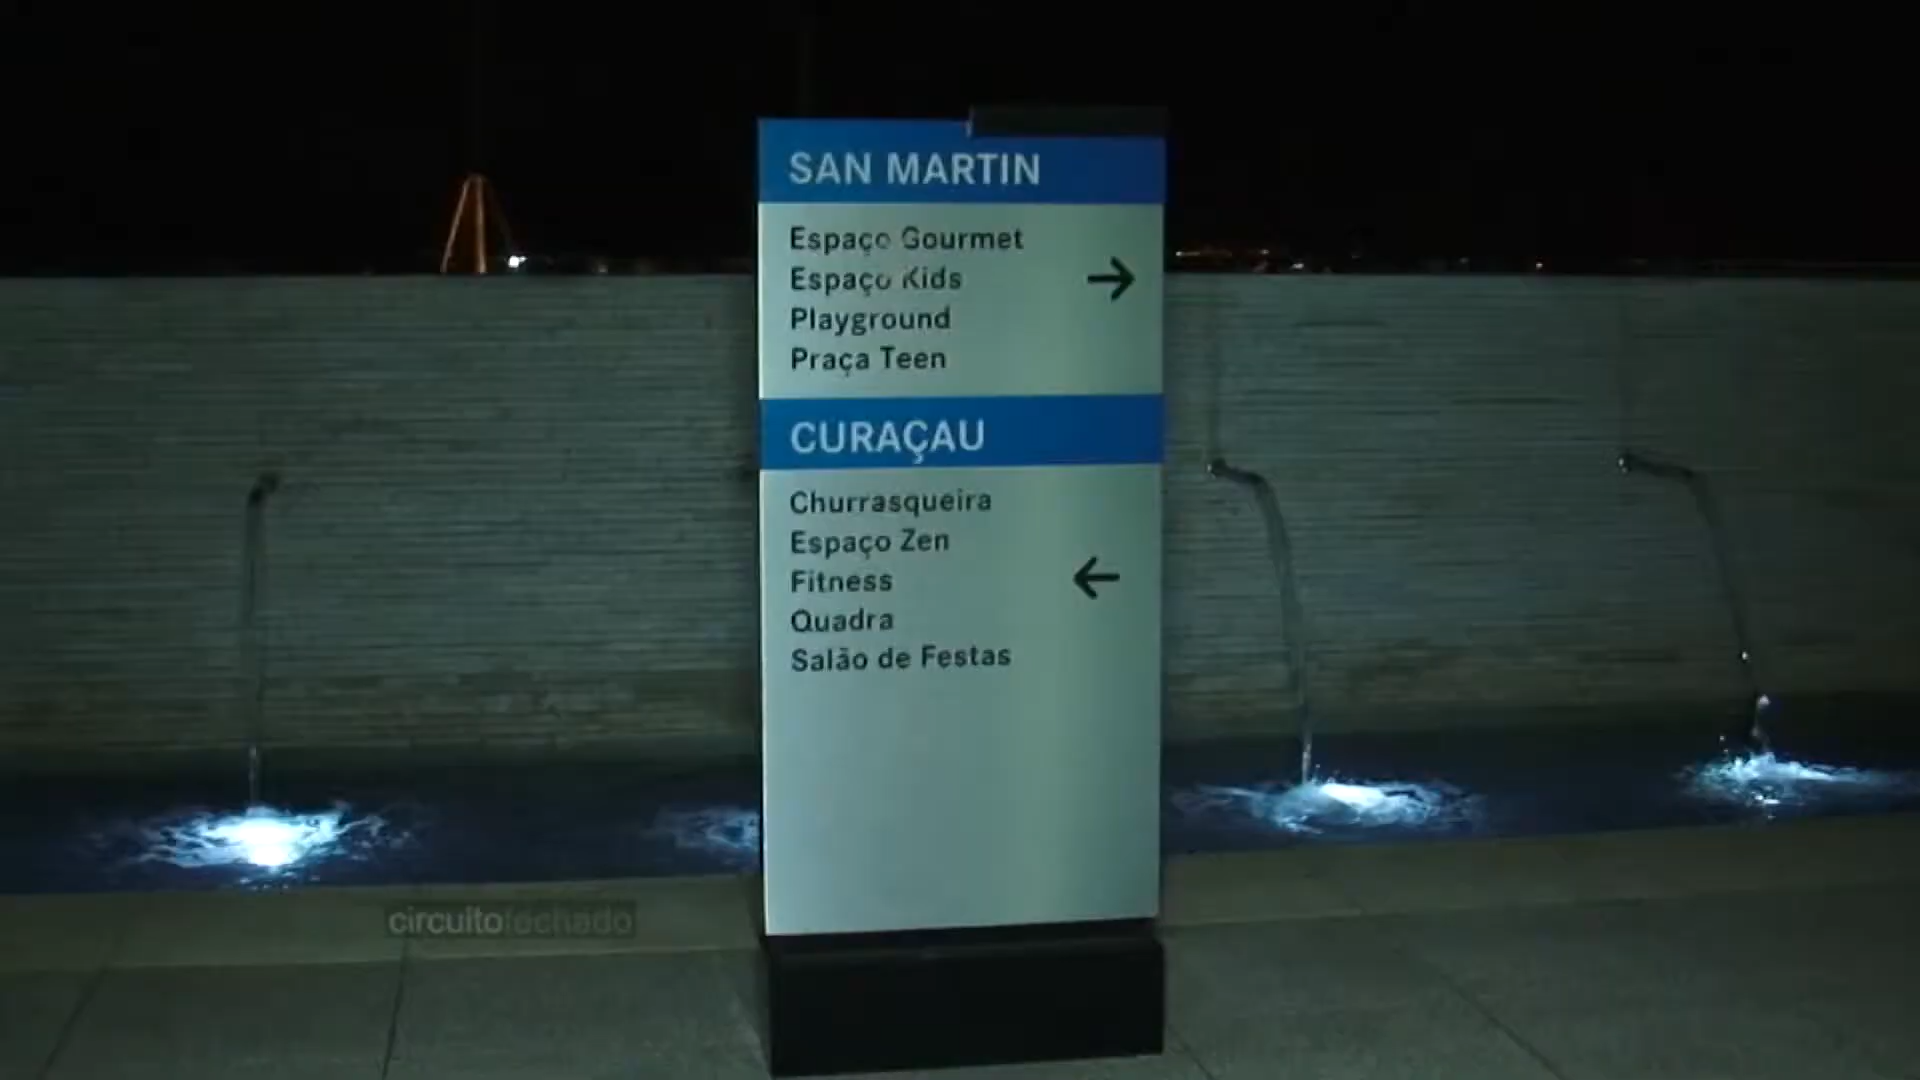 SAN MARTIN
Espaço Gourmet
Espaço Kids
Playground
Praça Teen
CURAÇAU
Churrasqueira
Espaço Zen
Fitness
Quadra
Salão de Festas
circuitofechado